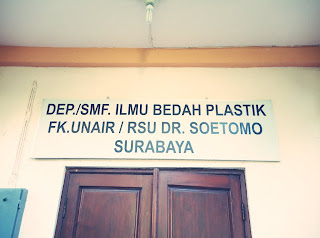 DEP./SMF. ILMU BEDAH PLASTIK
FK.UNAIR / RSU DR. SOETOMO
SURABAYA